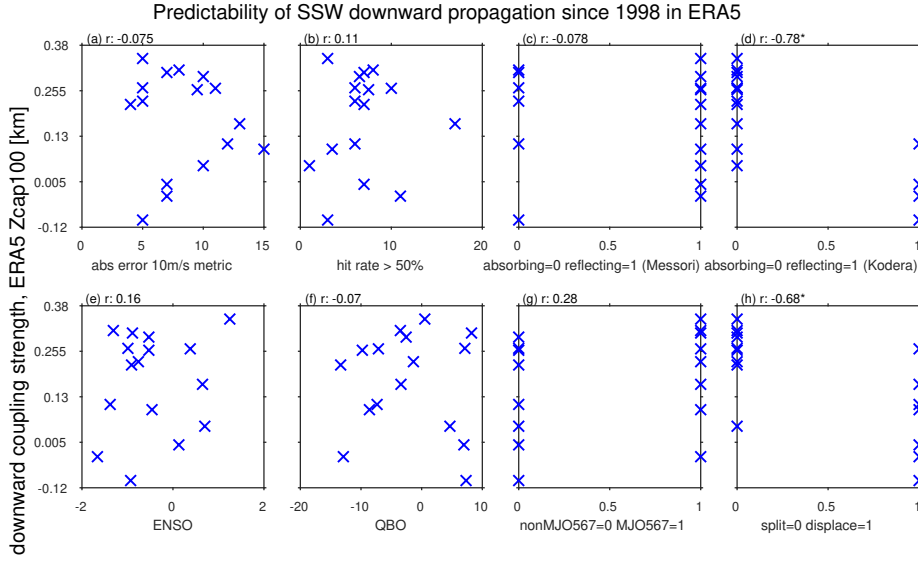 Predictability of SSW downward propagation since 1998 in ERA5
downward coupling strength, ERA5 Zcap100 [km]
(a) r: -0.075
0.38
0.255
0.13
0.005
-0.12
0 5 10 15
abs error 10m/s metric
(b) r: 0.11
0 10 20
hit rate > 50%
(c) r: -0.078
0 0.5 1
absorbing=0 reflecting=1 (Messori)
(d) r: -0.78*
0 0.5 1
absorbing=0 reflecting=1 (Kodera)
(e) r: 0.16
0.38
0.255
0.13
0.005
-0.12
-2 0 2
ENSO
(f) r: -0.07
-20 -10 0 10
QBO
(g) r: 0.28
0 0.5 1
nonMJO567=0 MJO567=1
(h) r: -0.68*
0 0.5 1
split=0 displace=1